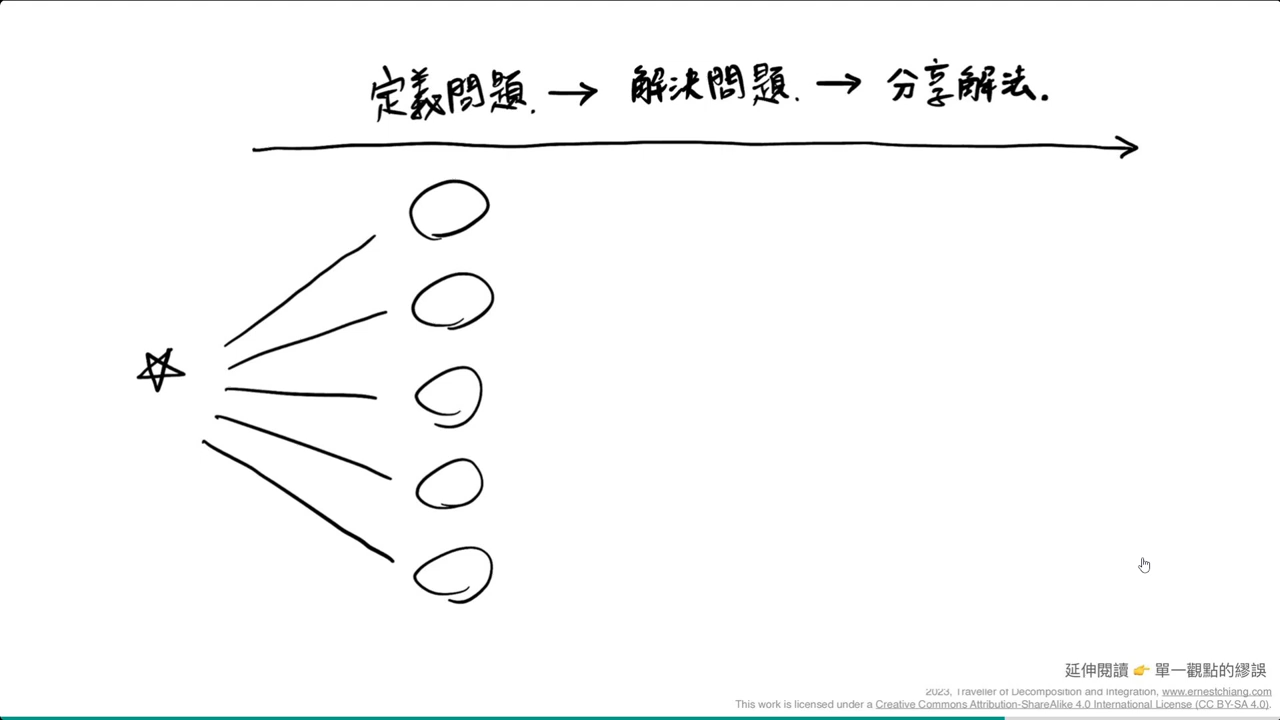 定義問題. → 解決問題. → 分享解法.
延伸閱讀 👉 單一觀點的繆誤
2023, Traveller of Decomposition and Integration, www.ernestchiang.com
This work is licensed under a Creative Commons Attribution-ShareAlike 4.0 International License (CC BY-SA 4.0).